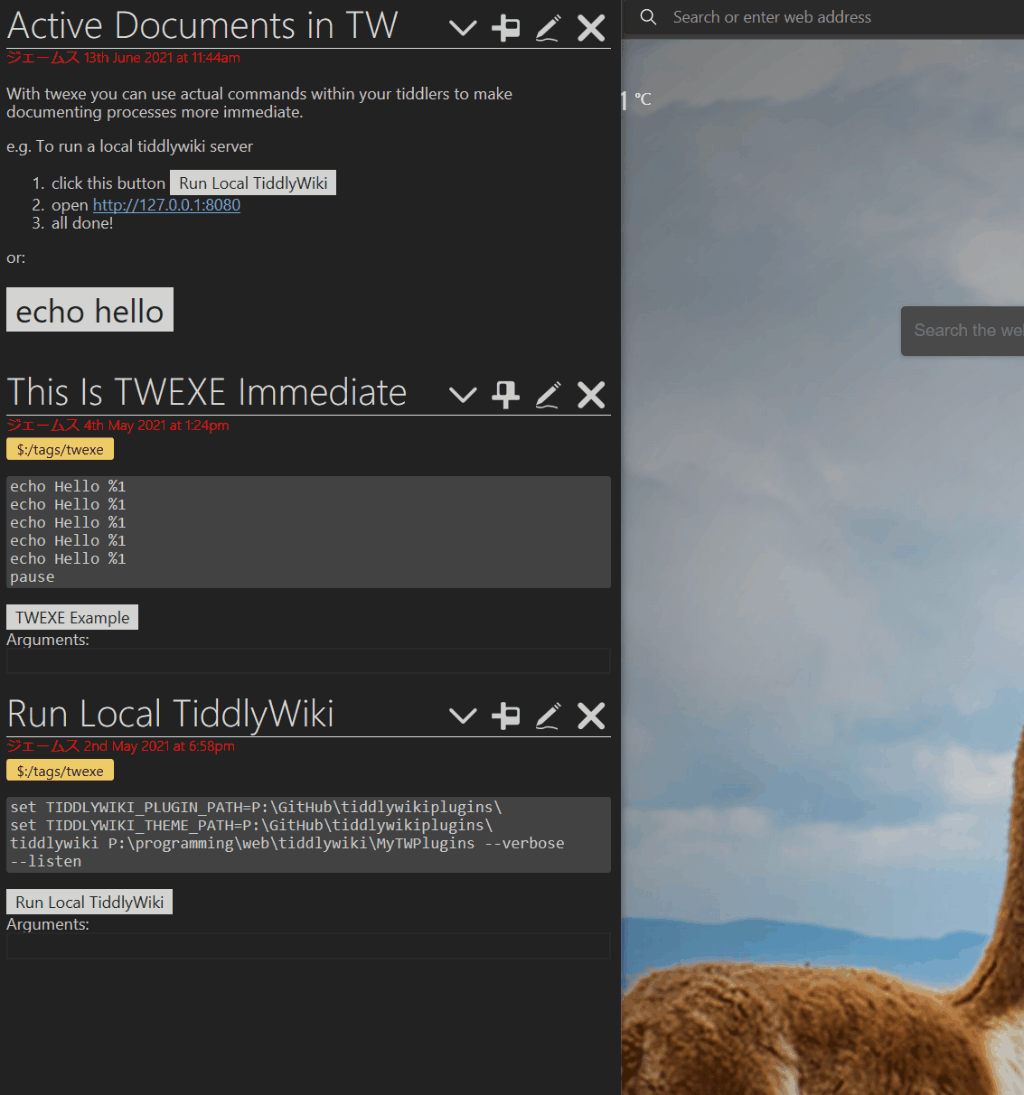 Active Documents in TW
ジェームス 13th June 2021 at 11:44am
With twexe you can use actual commands within your tiddlers to make
documenting processes more immediate.
e.g. To run a local tiddlywiki server
1. click this button Run Local TiddlyWiki
2. open http://127.0.0.1:8080
3. all done!
or:
echo hello
This Is TWEXE Immediate
ジェームス 4th May 2021 at 1:24pm
$:/tags/twexe
echo Hello %1
echo Hello %1
echo Hello %1
echo Hello %1
echo Hello %1
pause
TWEXE Example
Arguments:
Run Local TiddlyWiki
ジェームス 2nd May 2021 at 6:58pm
$:/tags/twexe
set TIDDLYWIKI_PLUGIN_PATH=P:\GitHub\tiddlywikiplugins\
set TIDDLYWIKI_THEME_PATH=P:\GitHub\tiddlywikiplugins\
tiddlywiki P:\programming\web\tiddlywiki\MyTWPlugins --verbose
--listen
Run Local TiddlyWiki
Arguments:
Search or enter web address
°C
Search the